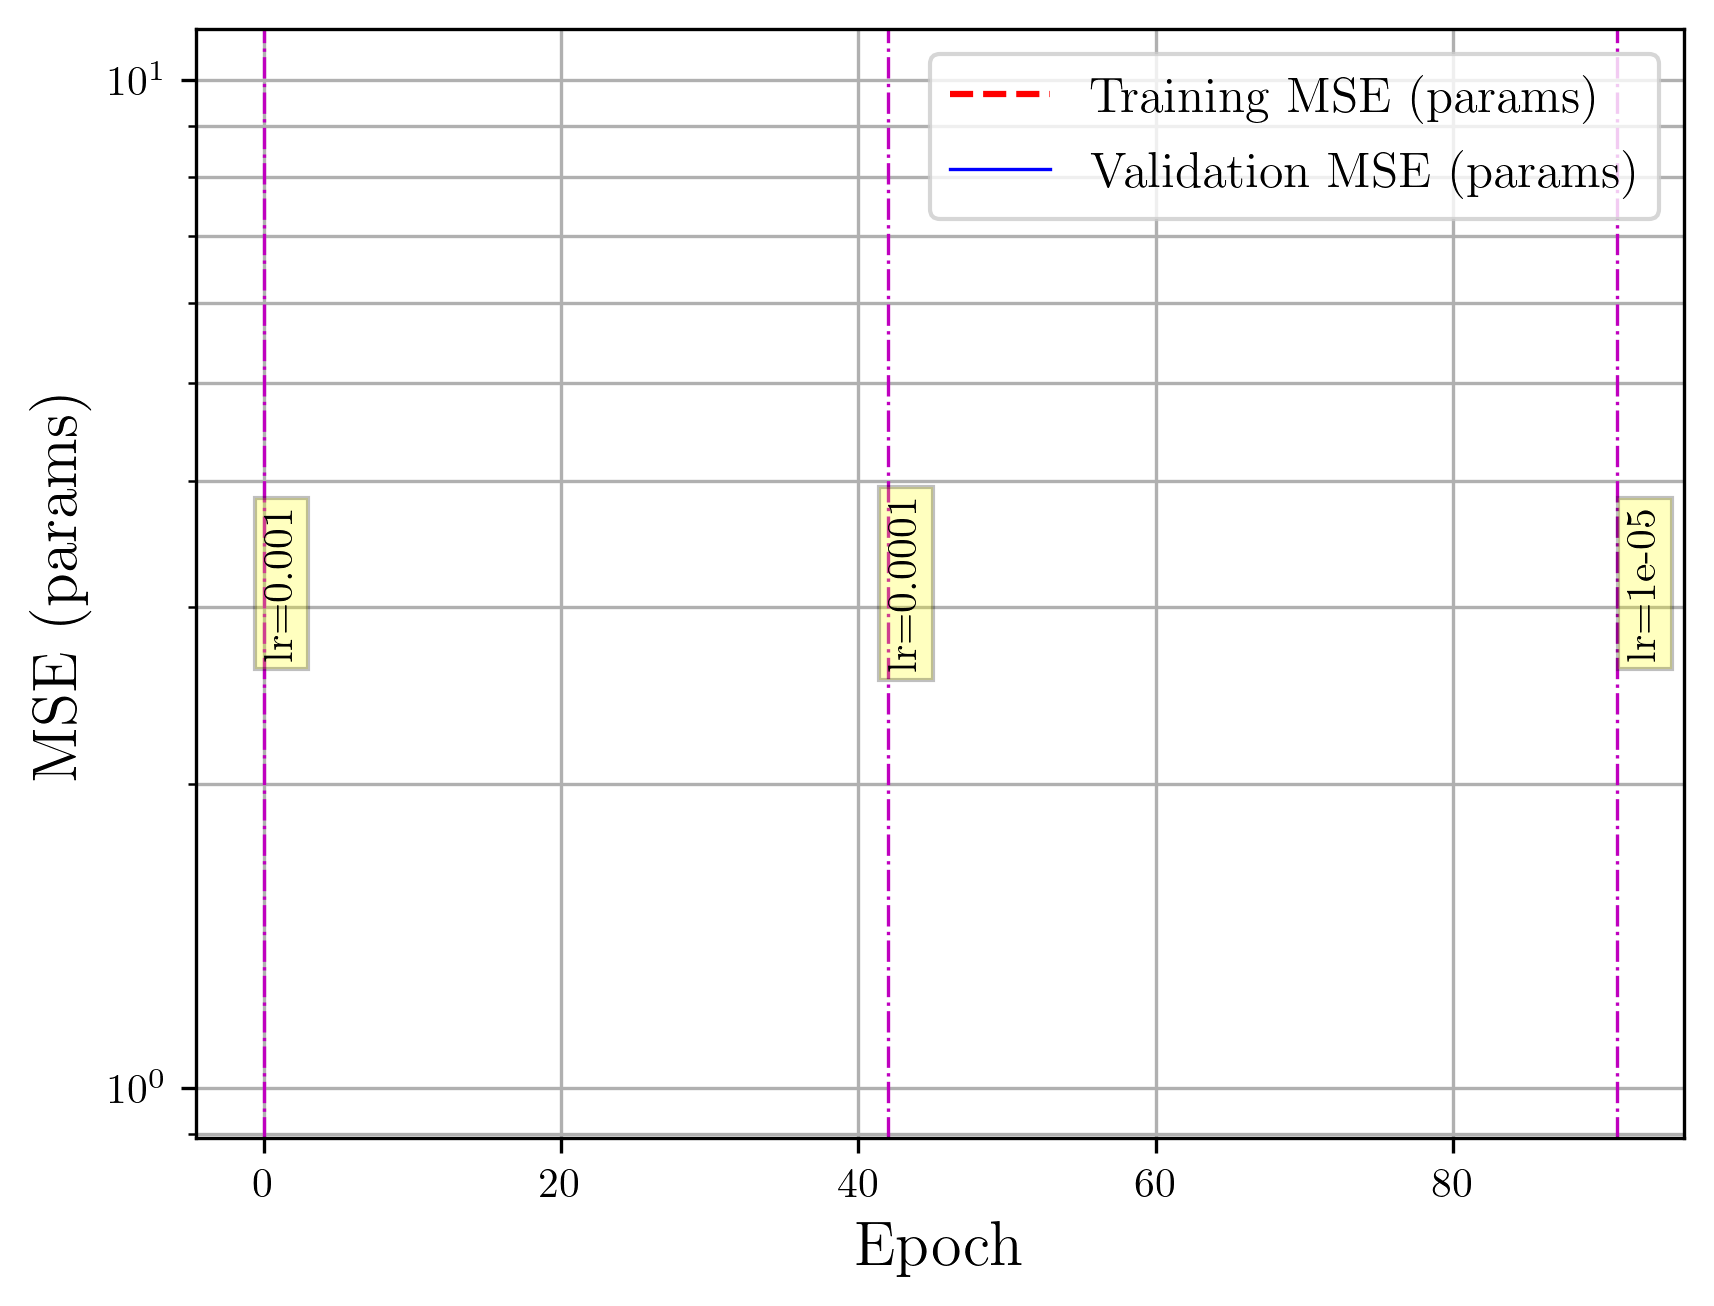 10¹
Training MSE (params)
Validation MSE (params)
MSE (params)
lr=0.001
lr=0.0001
lr=1e-05
10⁰
0 20 40 60 80
Epoch